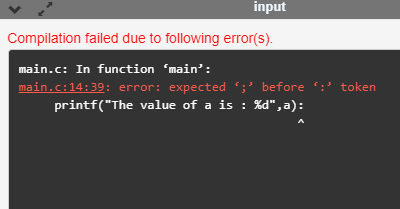 input
Compilation failed due to following error(s).
main.c: In function ‘main’:
main.c:14:39: error: expected ‘;’ before ‘:’ token
printf("The value of a is : %d",a):
^